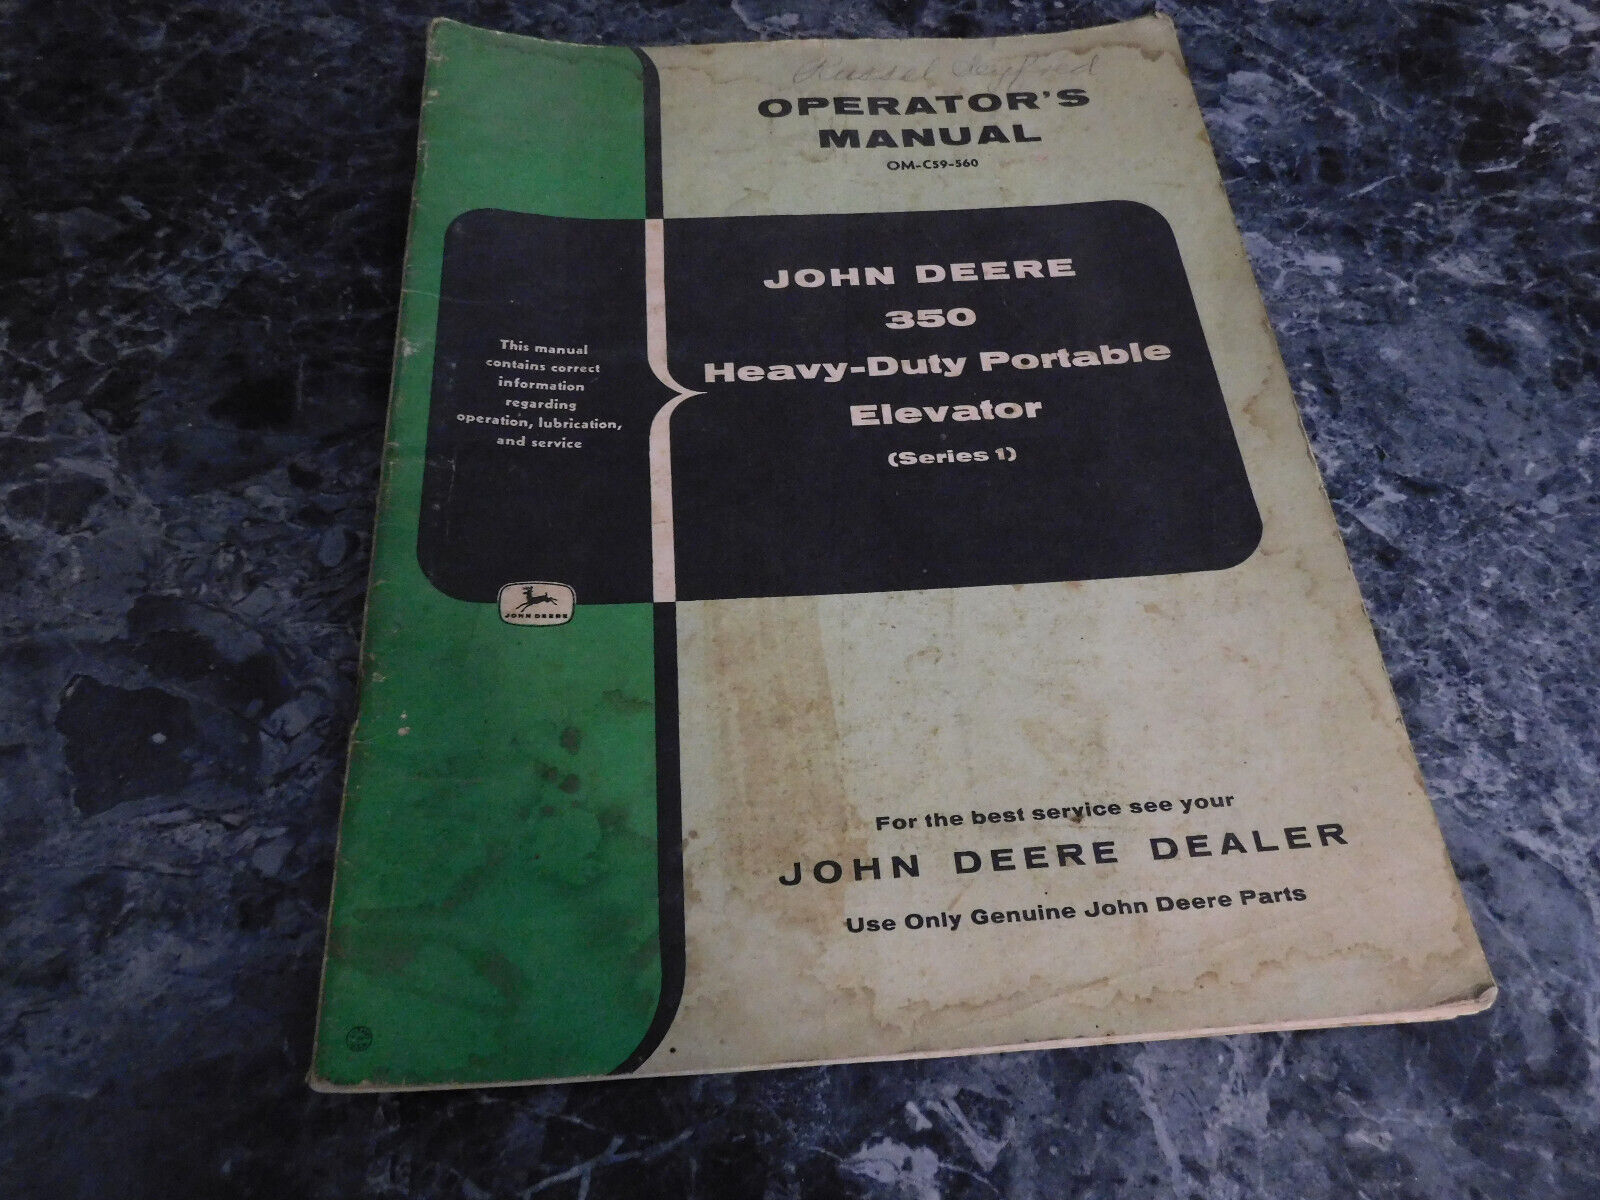 Russel Seyfried
OPERATOR'S
MANUAL
OM-C59-560
JOHN DEERE
350
Heavy-Duty Portable
Elevator
(Series 1)
This manual
contains correct
information
regarding
operation, lubrication,
and service
JOHN DEERE
For the best service see your
JOHN DEERE DEALER
Use Only Genuine John Deere Parts